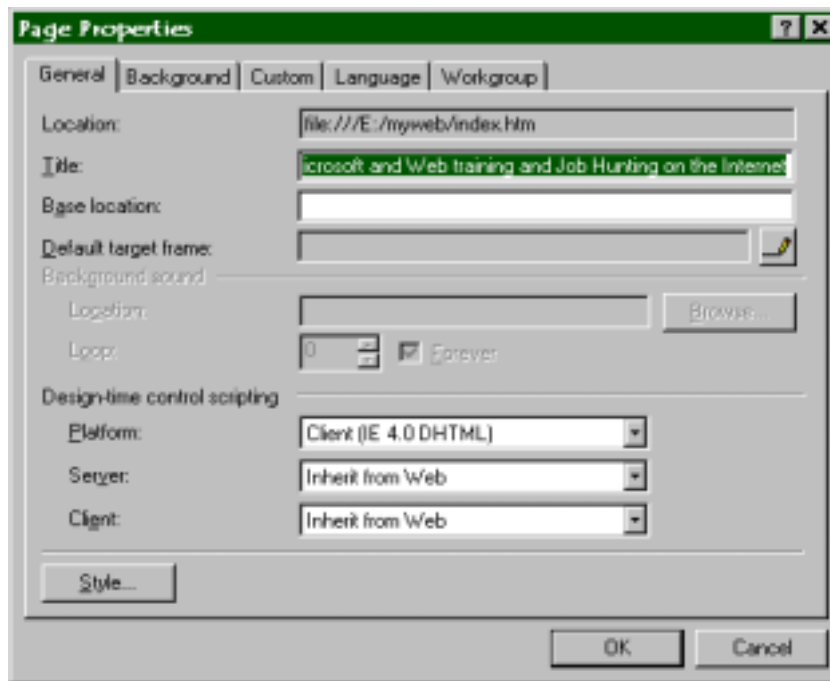 Page Properties
General Background Custom Language Workgroup
Location: file:///E:/myweb/index.htm
Title: icrosoft and Web training and Job Hunting on the Internet
Base location:
Default target frame:
Background sound
Location: Browse...
Loop: 0 Forever
Design-time control scripting
Platform: Client (IE 4.0 DHTML)
Server: Inherit from Web
Client: Inherit from Web
Style...
OK Cancel